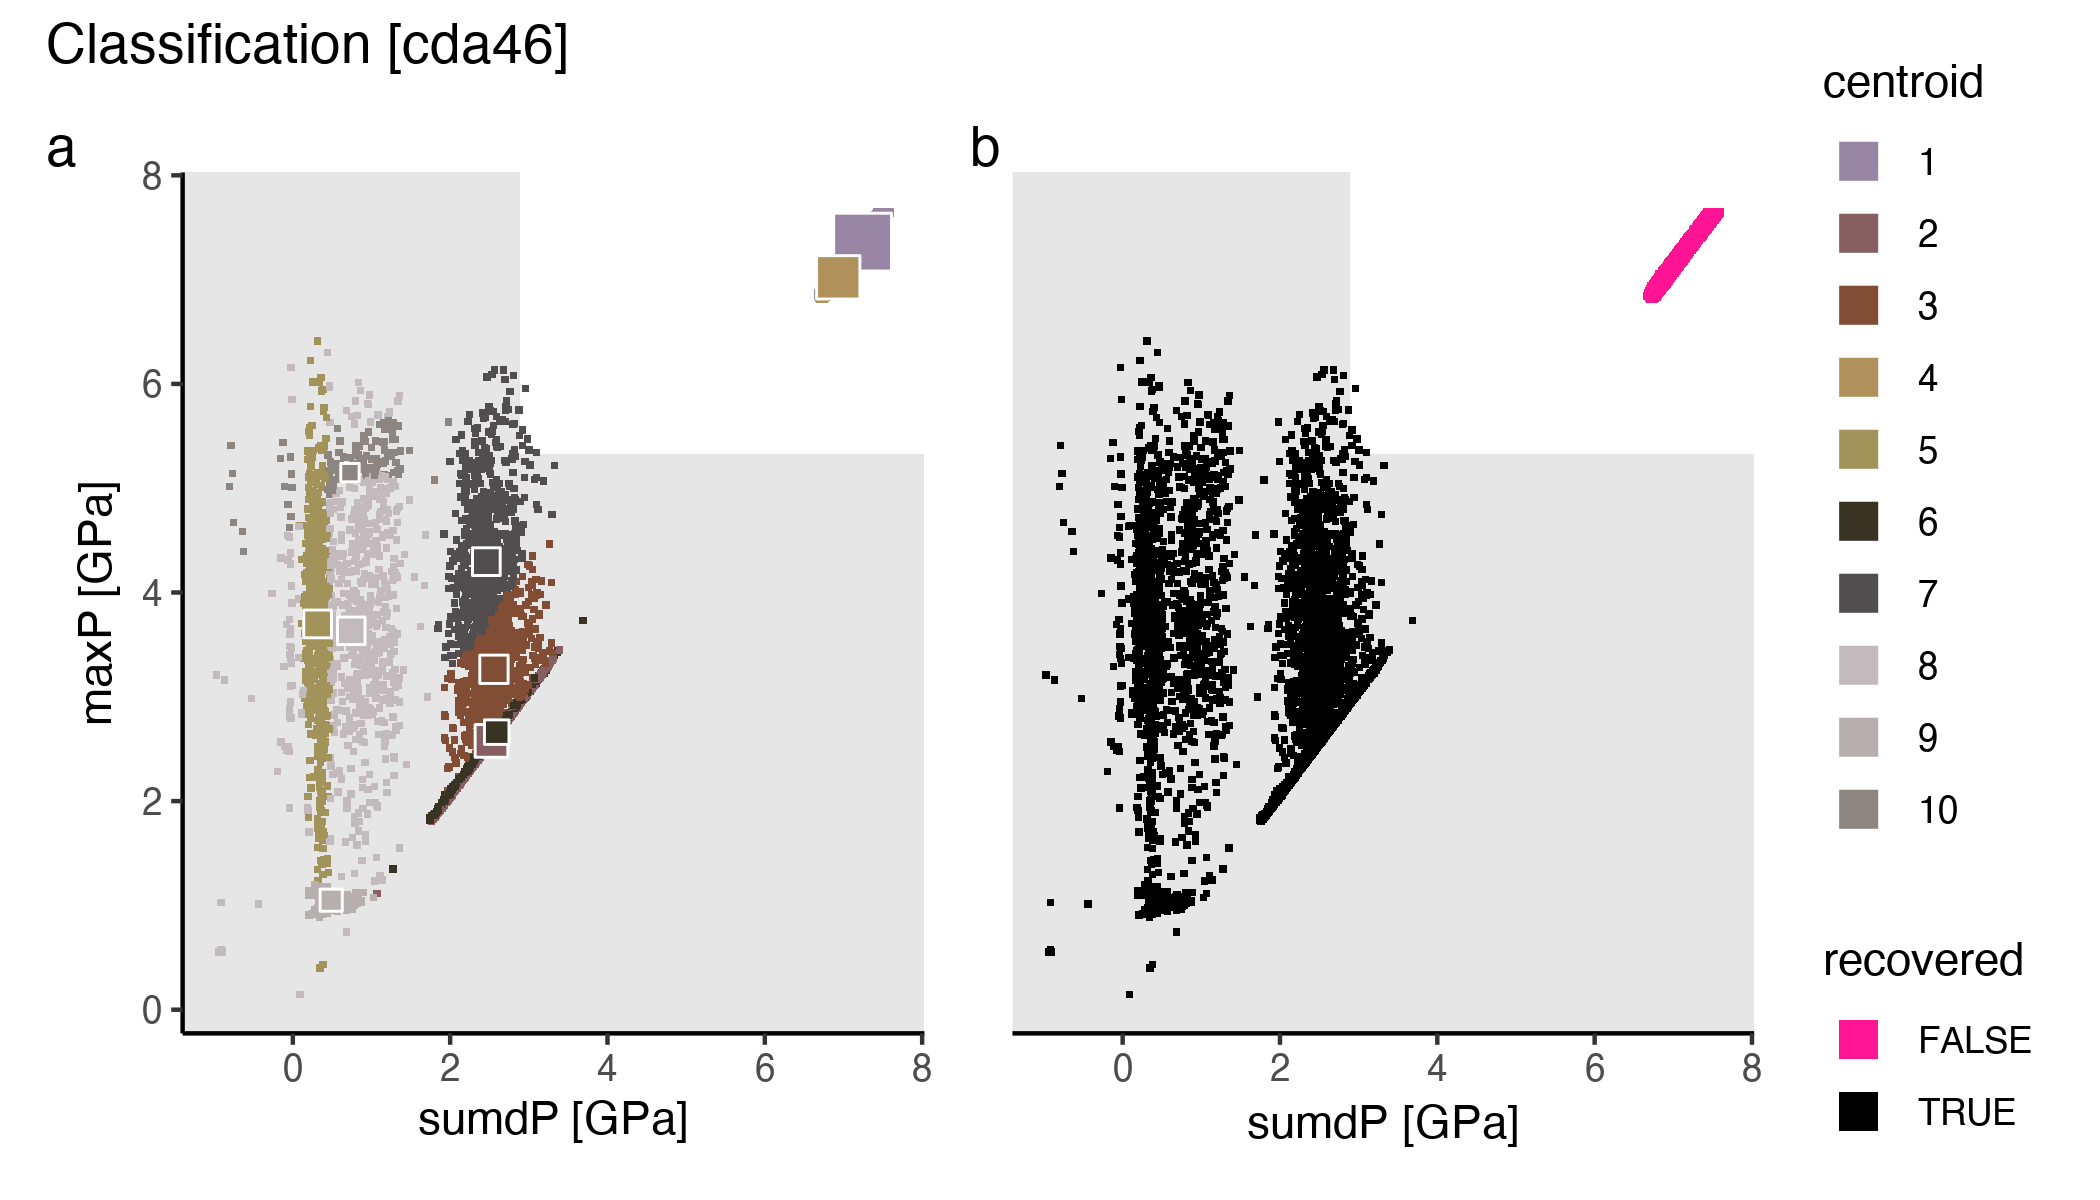 Classification [cda46]
a
b
8
6
4
2
0
maxP [GPa]
0 2 4 6 8
sumdP [GPa]
0 2 4 6 8
sumdP [GPa]
centroid
1
2
3
4
5
6
7
8
9
10
recovered
FALSE
TRUE